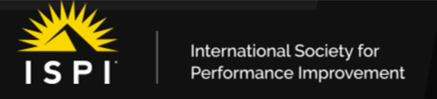 ISPI
International Society for
Performance Improvement